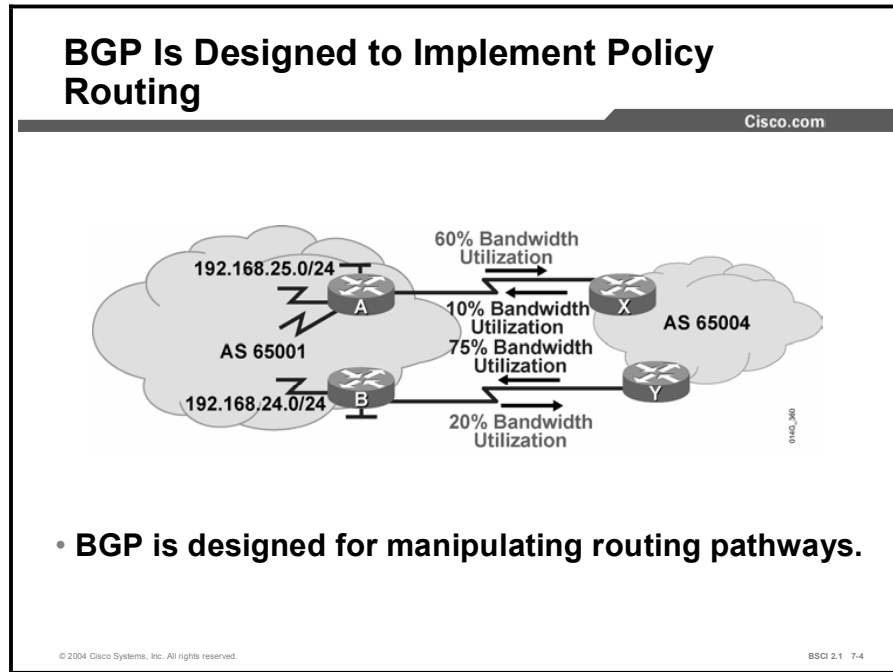 BGP Is Designed to Implement Policy
Routing
Cisco.com
60% Bandwidth
Utilization
192.168.25.0/24
A
X
10% Bandwidth
Utilization
AS 65004
AS 65001
75% Bandwidth
Utilization
192.168.24.0/24
B
Y
20% Bandwidth
Utilization
014G_360
• BGP is designed for manipulating routing pathways.
© 2004 Cisco Systems, Inc. All rights reserved.
BSCI 2.1 7-4